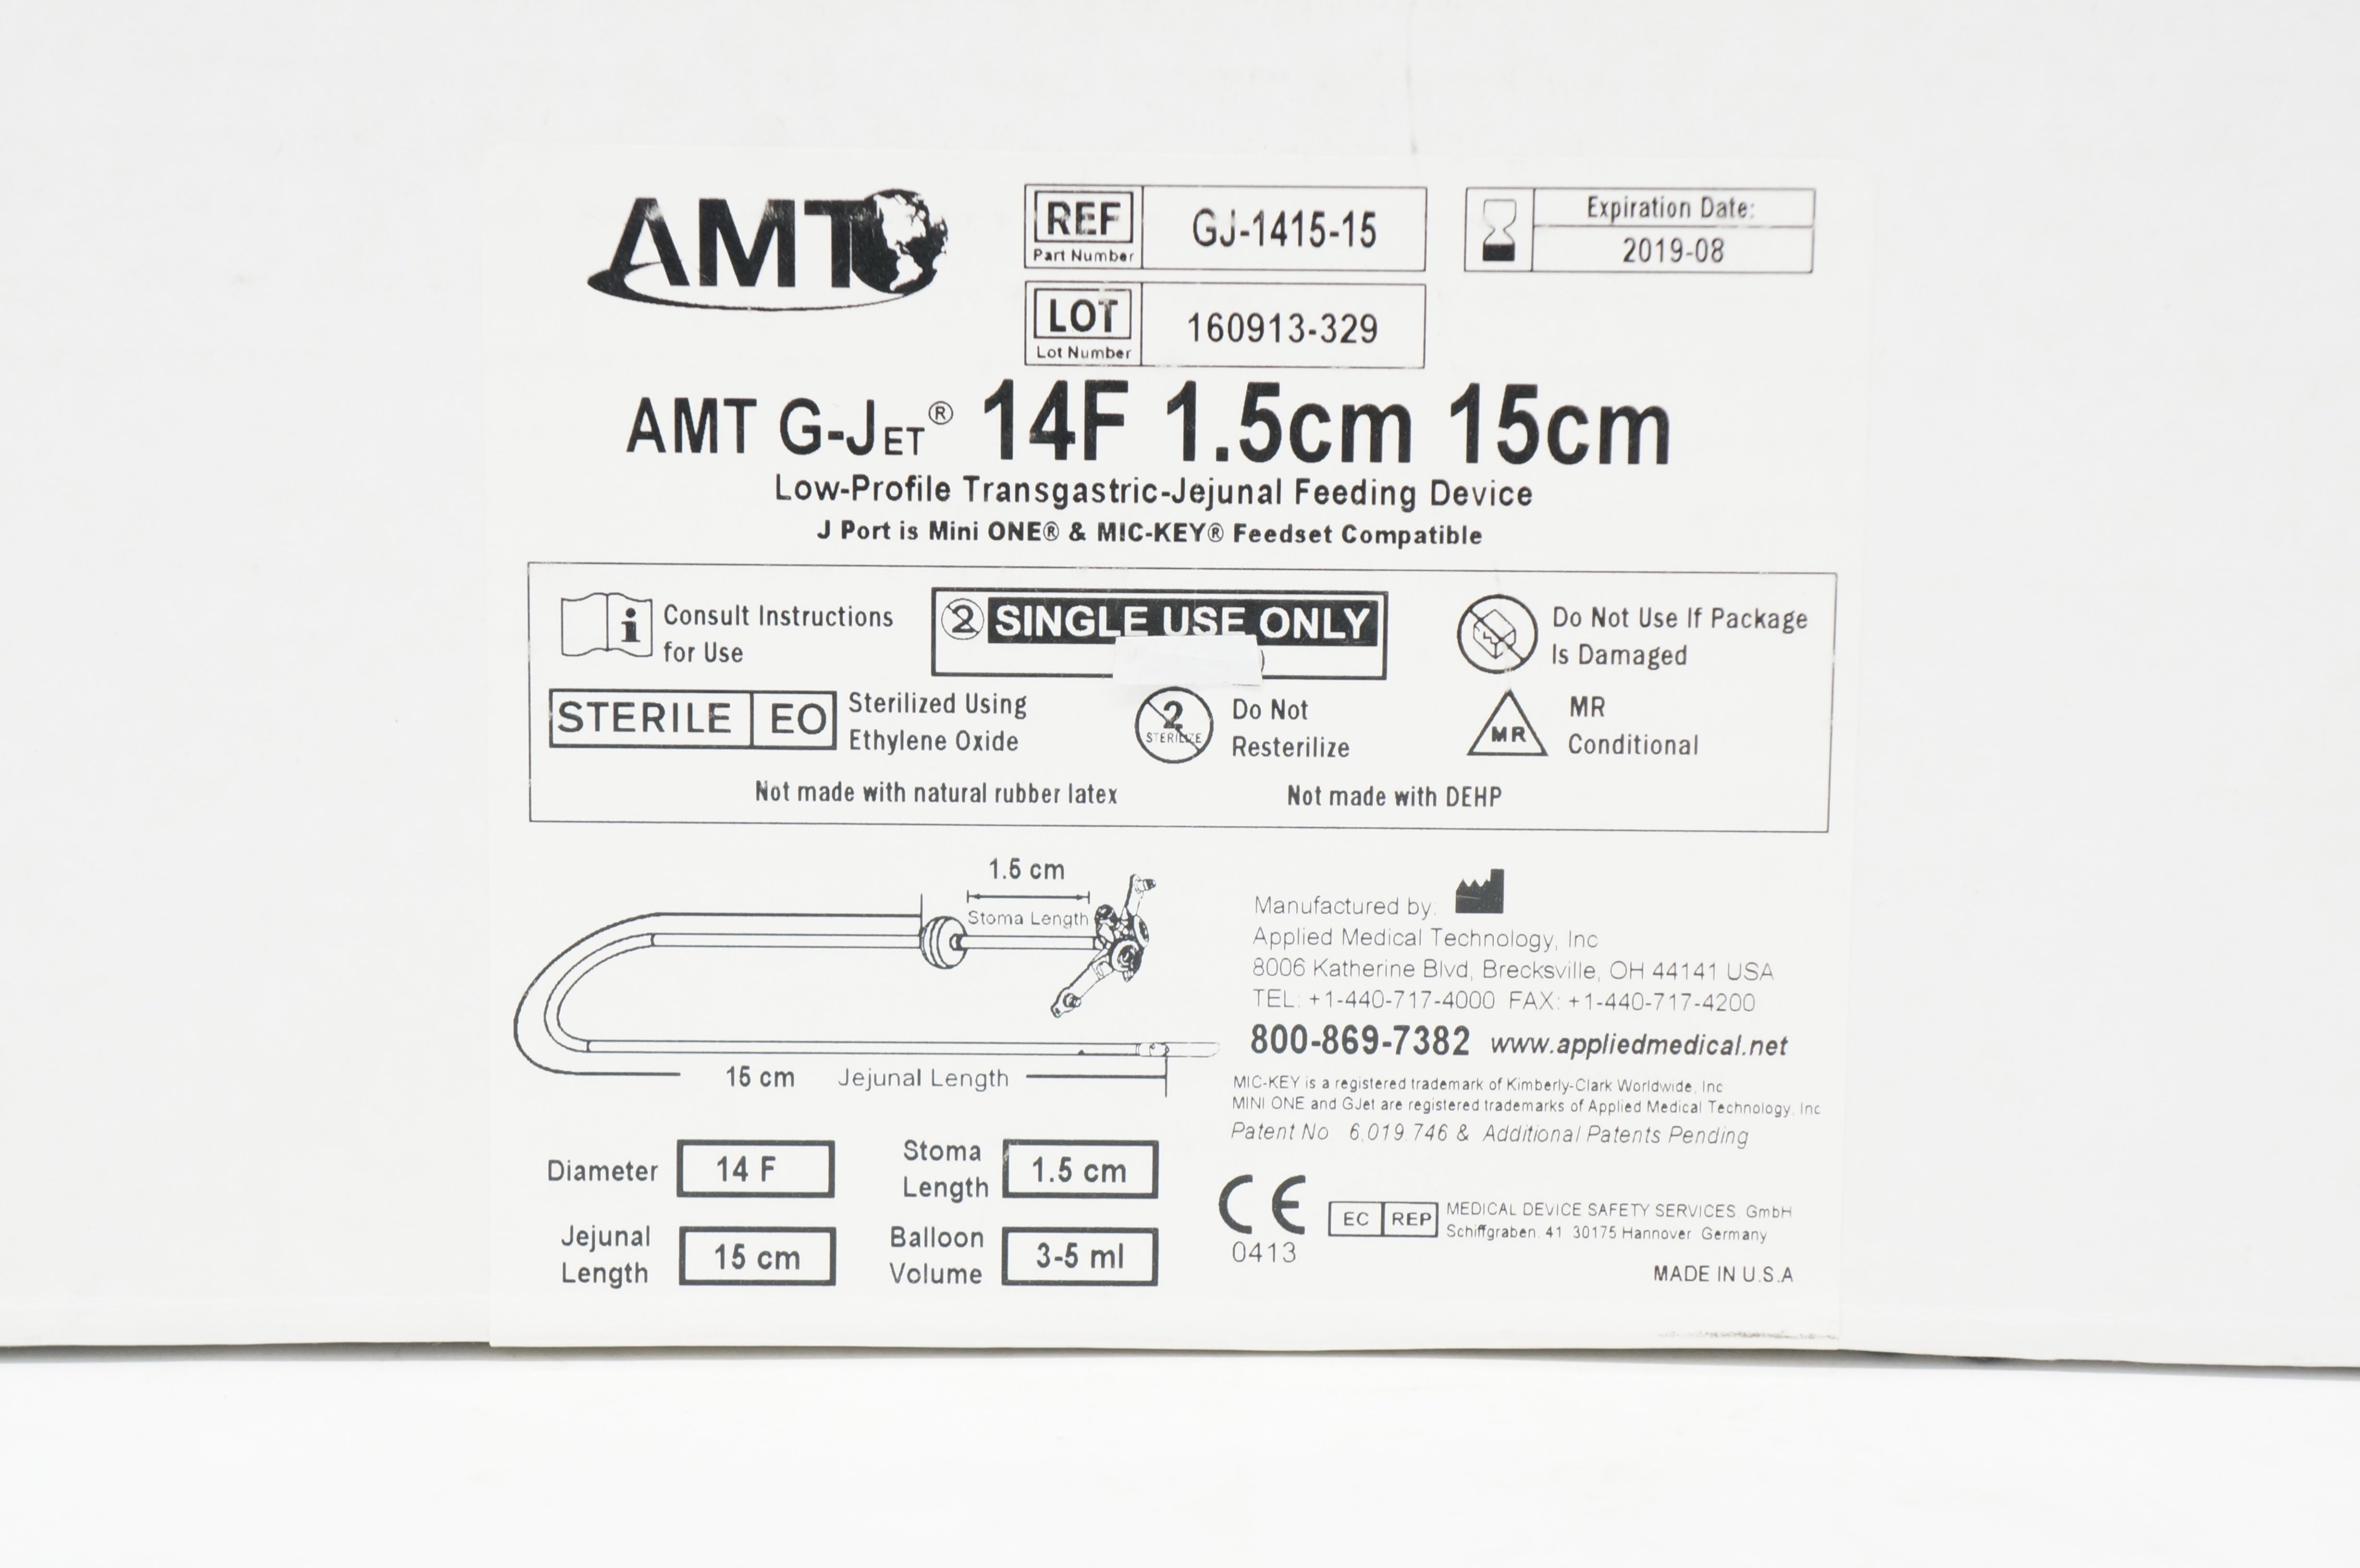 AMT
REF
Part Number
GJ-1415-15
Expiration Date:
2019-08
LOT
Lot Number
160913-329
AMT G-JET® 14F 1.5cm 15cm
Low-Profile Transgastric-Jejunal Feeding Device
J Port is Mini ONE® & MIC-KEY® Feedset Compatible
Consult Instructions
for Use
2 SINGLE USE ONLY
Do Not Use If Package
Is Damaged
STERILE EO
Sterilized Using
Ethylene Oxide
2
STERILIZE
Do Not
Resterilize
MR
MR
Conditional
Not made with natural rubber latex
Not made with DEHP
1.5 cm
Stoma Length
15 cm Jejunal Length
Manufactured by:
Applied Medical Technology, Inc
8006 Katherine Blvd, Brecksville, OH 44141 USA
TEL: +1-440-717-4000 FAX: +1-440-717-4200
800-869-7382 www.appliedmedical.net
MIC-KEY is a registered trademark of Kimberly-Clark Worldwide, Inc
MINI ONE and GJet are registered trademarks of Applied Medical Technology, Inc
Patent No 6,019,746 & Additional Patents Pending
Diameter 14 F
Stoma
Length
1.5 cm
Jejunal
Length
15 cm
Balloon
Volume
3-5 ml
CE
0413
EC REP
MEDICAL DEVICE SAFETY SERVICES GmbH
Schiffgraben 41 30175 Hannover Germany
MADE IN U.S.A